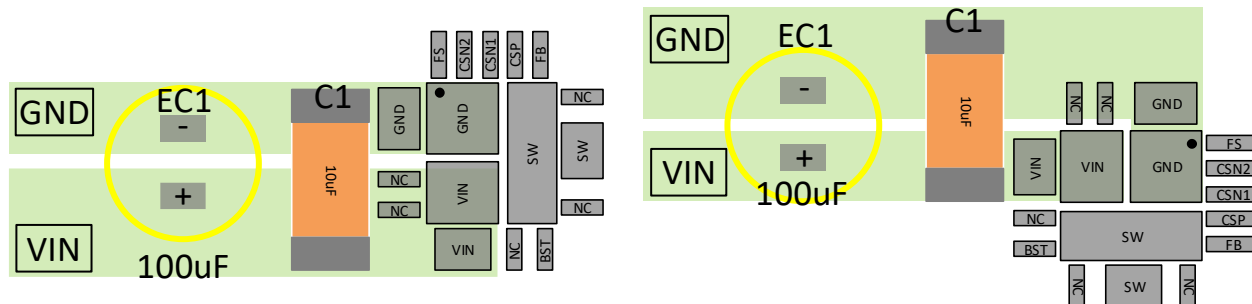 FS
CSN2
CSN1
CSP
FB
GND
EC1
C1
-
GND
GND
NC
10uF
SW
SW
NC
NC
VIN
+
NC
VIN
VIN
NC
BST
100uF
GND
EC1
C1
-
10uF
NC
NC
GND
VIN
+
VIN
VIN
GND
FS
CSN2
100uF
CSN1
NC
CSP
BST
SW
FB
NC
SW
NC